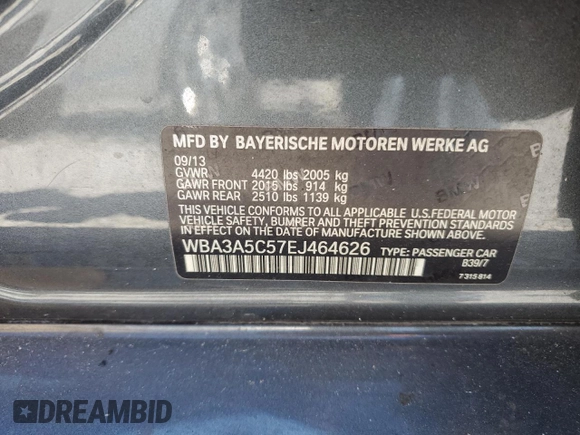 MFD BY BAYERISCHE MOTOREN WERKE AG
09/13
GVWR 4420 lbs 2005 kg
GAWR FRONT 2015 lbs 914 kg
GAWR REAR 2510 lbs 1139 kg
THIS VEHICLE CONFORMS TO ALL APPLICABLE U.S.FEDERAL MOTOR
VEHICLE SAFETY, BUMPER, AND THEFT PREVENTION STANDARDS
IN EFFECT ON THE DATE OF MANUFACTURE SHOWN ABOVE.
WBA3A5C57EJ464626 TYPE: PASSENGER CAR
B39/7
7315814
DREAMBID